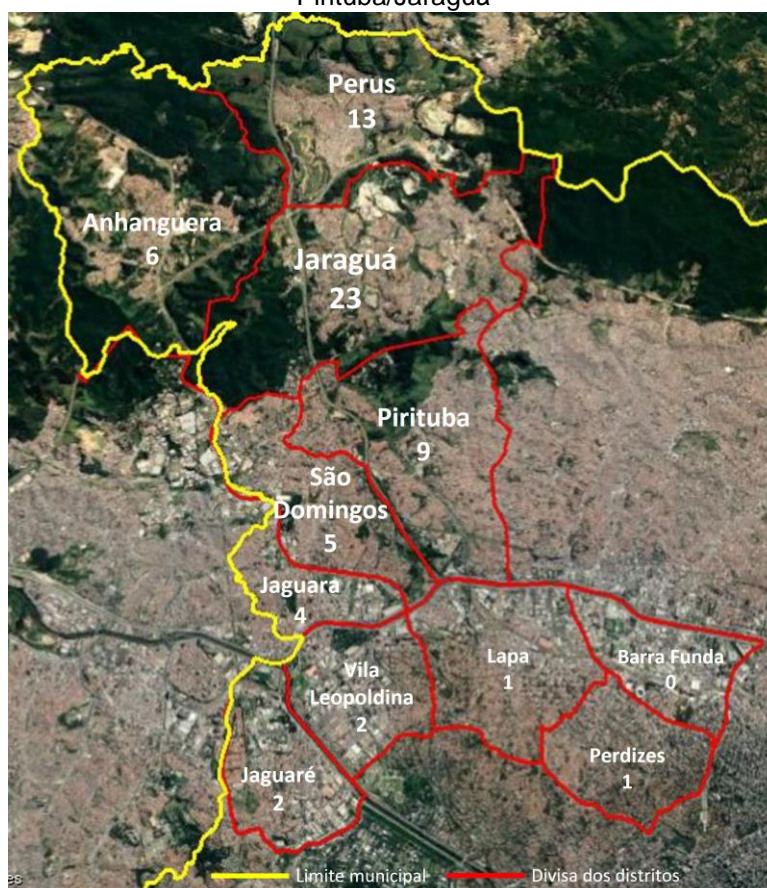 Pirituba/Jaraguá
Perus
13
Anhanguera
6
Jaraguá
23
Pirituba
9
São
Domingos
5
Jaguara
4
Vila
Leopoldina
2
Lapa
1
Barra Funda
0
Perdizes
1
Jaguaré
2
Limite municipal
Divisa dos distritos